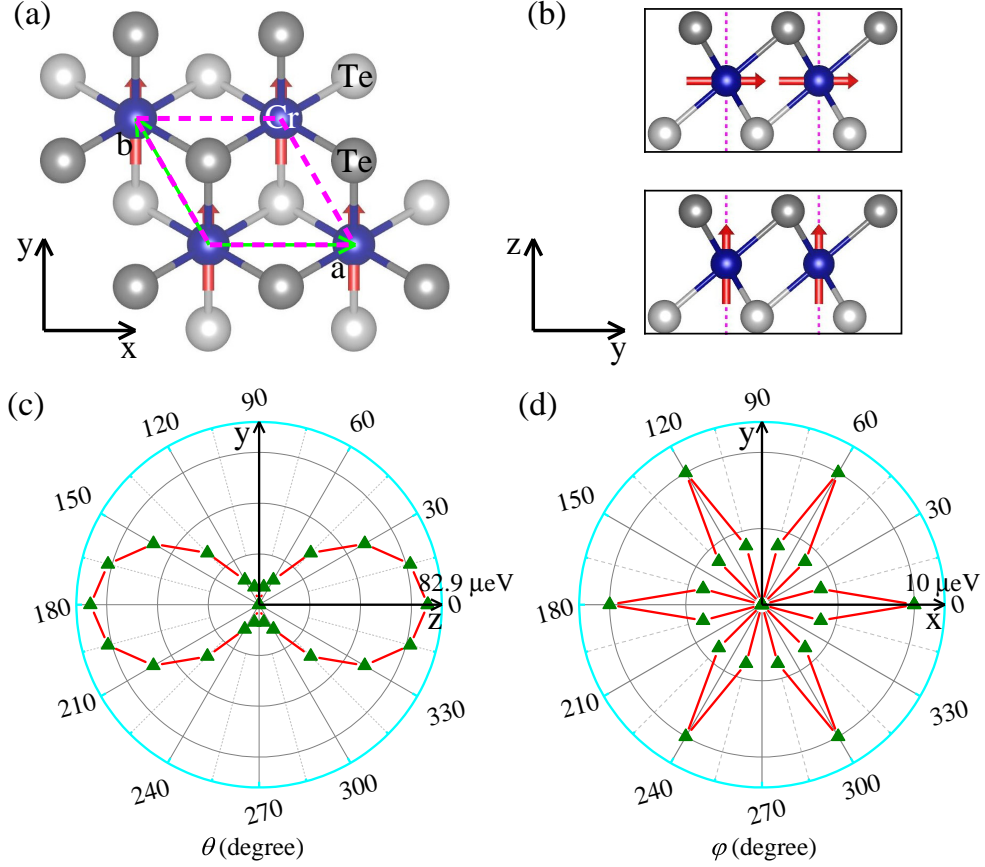 (a)
Te
Cr
b
Te
a
y
x
(b)
z
y
(c)
90
120
60
y
150
30
82.9 μeV
180
0
z
210
330
240
300
270
θ (degree)
(d)
90
120
60
y
150
30
10 μeV
180
0
x
210
330
240
300
270
φ (degree)